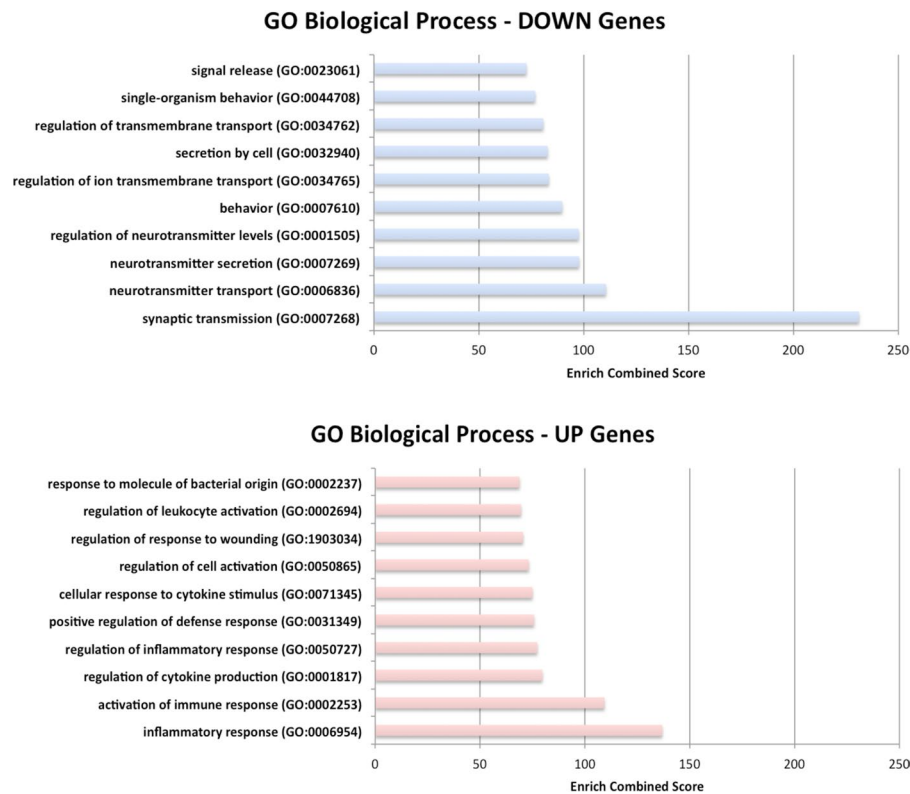 GO Biological Process - DOWN Genes
signal release (GO:0023061)
single-organism behavior (GO:0044708)
regulation of transmembrane transport (GO:0034762)
secretion by cell (GO:0032940)
regulation of ion transmembrane transport (GO:0034765)
behavior (GO:0007610)
regulation of neurotransmitter levels (GO:0001505)
neurotransmitter secretion (GO:0007269)
neurotransmitter transport (GO:0006836)
synaptic transmission (GO:0007268)
0 50 100 150 200 250
Enrich Combined Score
GO Biological Process - UP Genes
response to molecule of bacterial origin (GO:0002237)
regulation of leukocyte activation (GO:0002694)
regulation of response to wounding (GO:1903034)
regulation of cell activation (GO:0050865)
cellular response to cytokine stimulus (GO:0071345)
positive regulation of defense response (GO:0031349)
regulation of inflammatory response (GO:0050727)
regulation of cytokine production (GO:0001817)
activation of immune response (GO:0002253)
inflammatory response (GO:0006954)
0 50 100 150 200 250
Enrich Combined Score